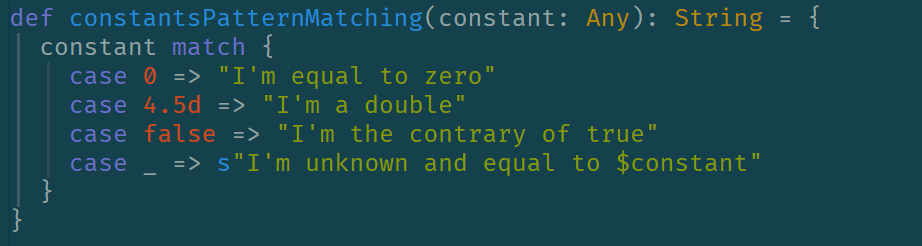 def constantsPatternMatching(constant: Any): String = {
  constant match {
    case 0 => "I'm equal to zero"
    case 4.5d => "I'm a double"
    case false => "I'm the contrary of true"
    case _ => s"I'm unknown and equal to $constant"
  }
}